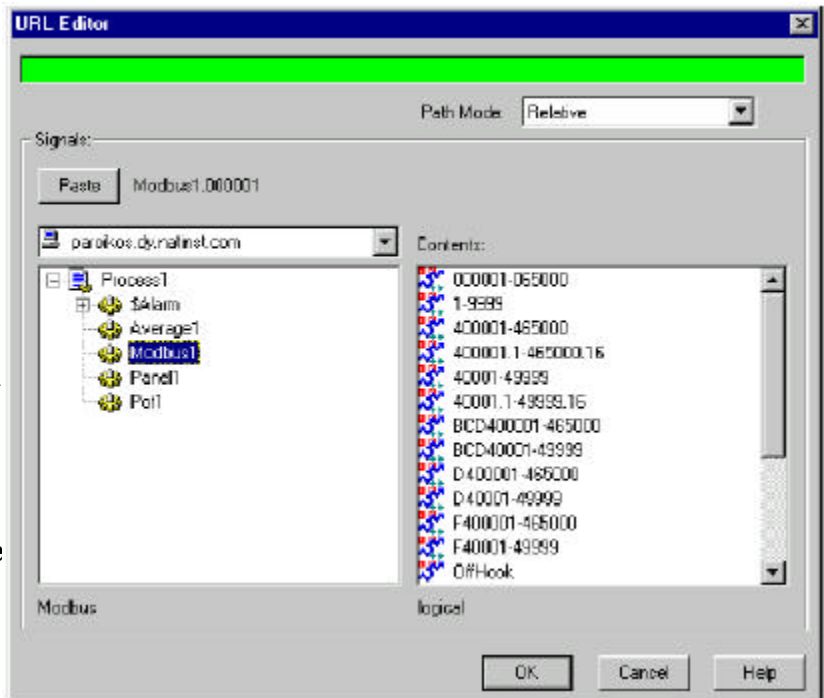 URL Editor
Path Mode: Relative
Signals:
Paste Modbus1.000001
paroikos.dy.natinst.com
Contents:
Process1
$Alarm
Average1
Modbus1
Panel1
Pot1
000001-065000
1-9999
400001-465000
400001.1-465000.16
40001-49999
40001.1-49999.16
BCD400001-465000
BCD40001-49999
D400001-465000
D40001-49999
F400001-465000
F40001-49999
OffHook
Modbus
logical
OK Cancel Help